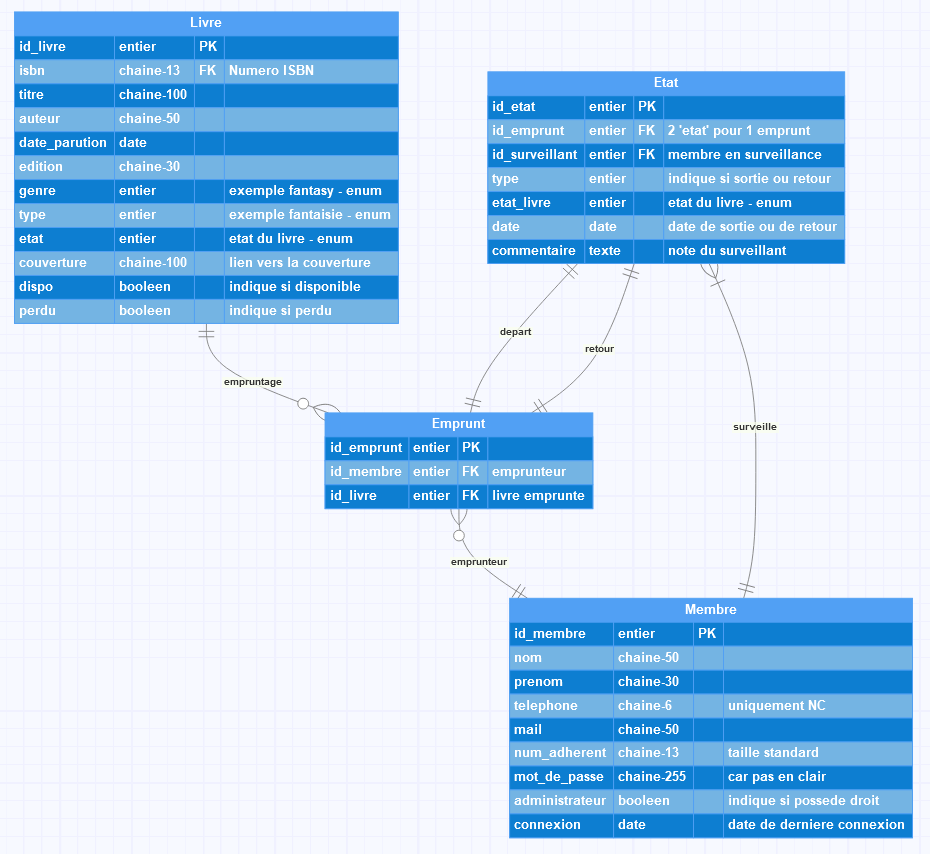 Livre
id_livre entier PK
isbn chaine-13 FK Numero ISBN
titre chaine-100
auteur chaine-50
date_parution date
edition chaine-30
genre entier exemple fantasy - enum
type entier exemple fantaisie - enum
etat entier etat du livre - enum
couverture chaine-100 lien vers la couverture
dispo booleen indique si disponible
perdu booleen indique si perdu
Etat
id_etat entier PK
id_emprunt entier FK 2 'etat' pour 1 emprunt
id_surveillant entier FK membre en surveillance
type entier indique si sortie ou retour
etat_livre entier etat du livre - enum
date date date de sortie ou de retour
commentaire texte note du surveillant
depart
retour
empruntage
surveille
Emprunt
id_emprunt entier PK
id_membre entier FK emprunteur
id_livre entier FK livre emprunte
emprunteur
Membre
id_membre entier PK
nom chaine-50
prenom chaine-30
telephone chaine-6 uniquement NC
mail chaine-50
num_adherent chaine-13 taille standard
mot_de_passe chaine-255 car pas en clair
administrateur booleen indique si possede droit
connexion date date de derniere connexion